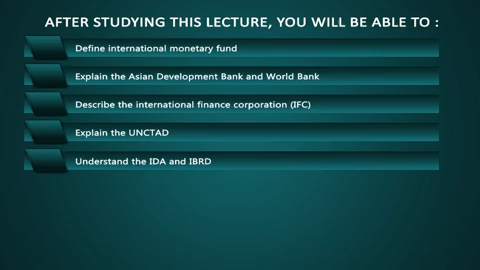 AFTER STUDYING THIS LECTURE, YOU WILL BE ABLE TO :
Define international monetary fund
Explain the Asian Development Bank and World Bank
Describe the international finance corporation (IFC)
Explain the UNCTAD
Understand the IDA and IBRD